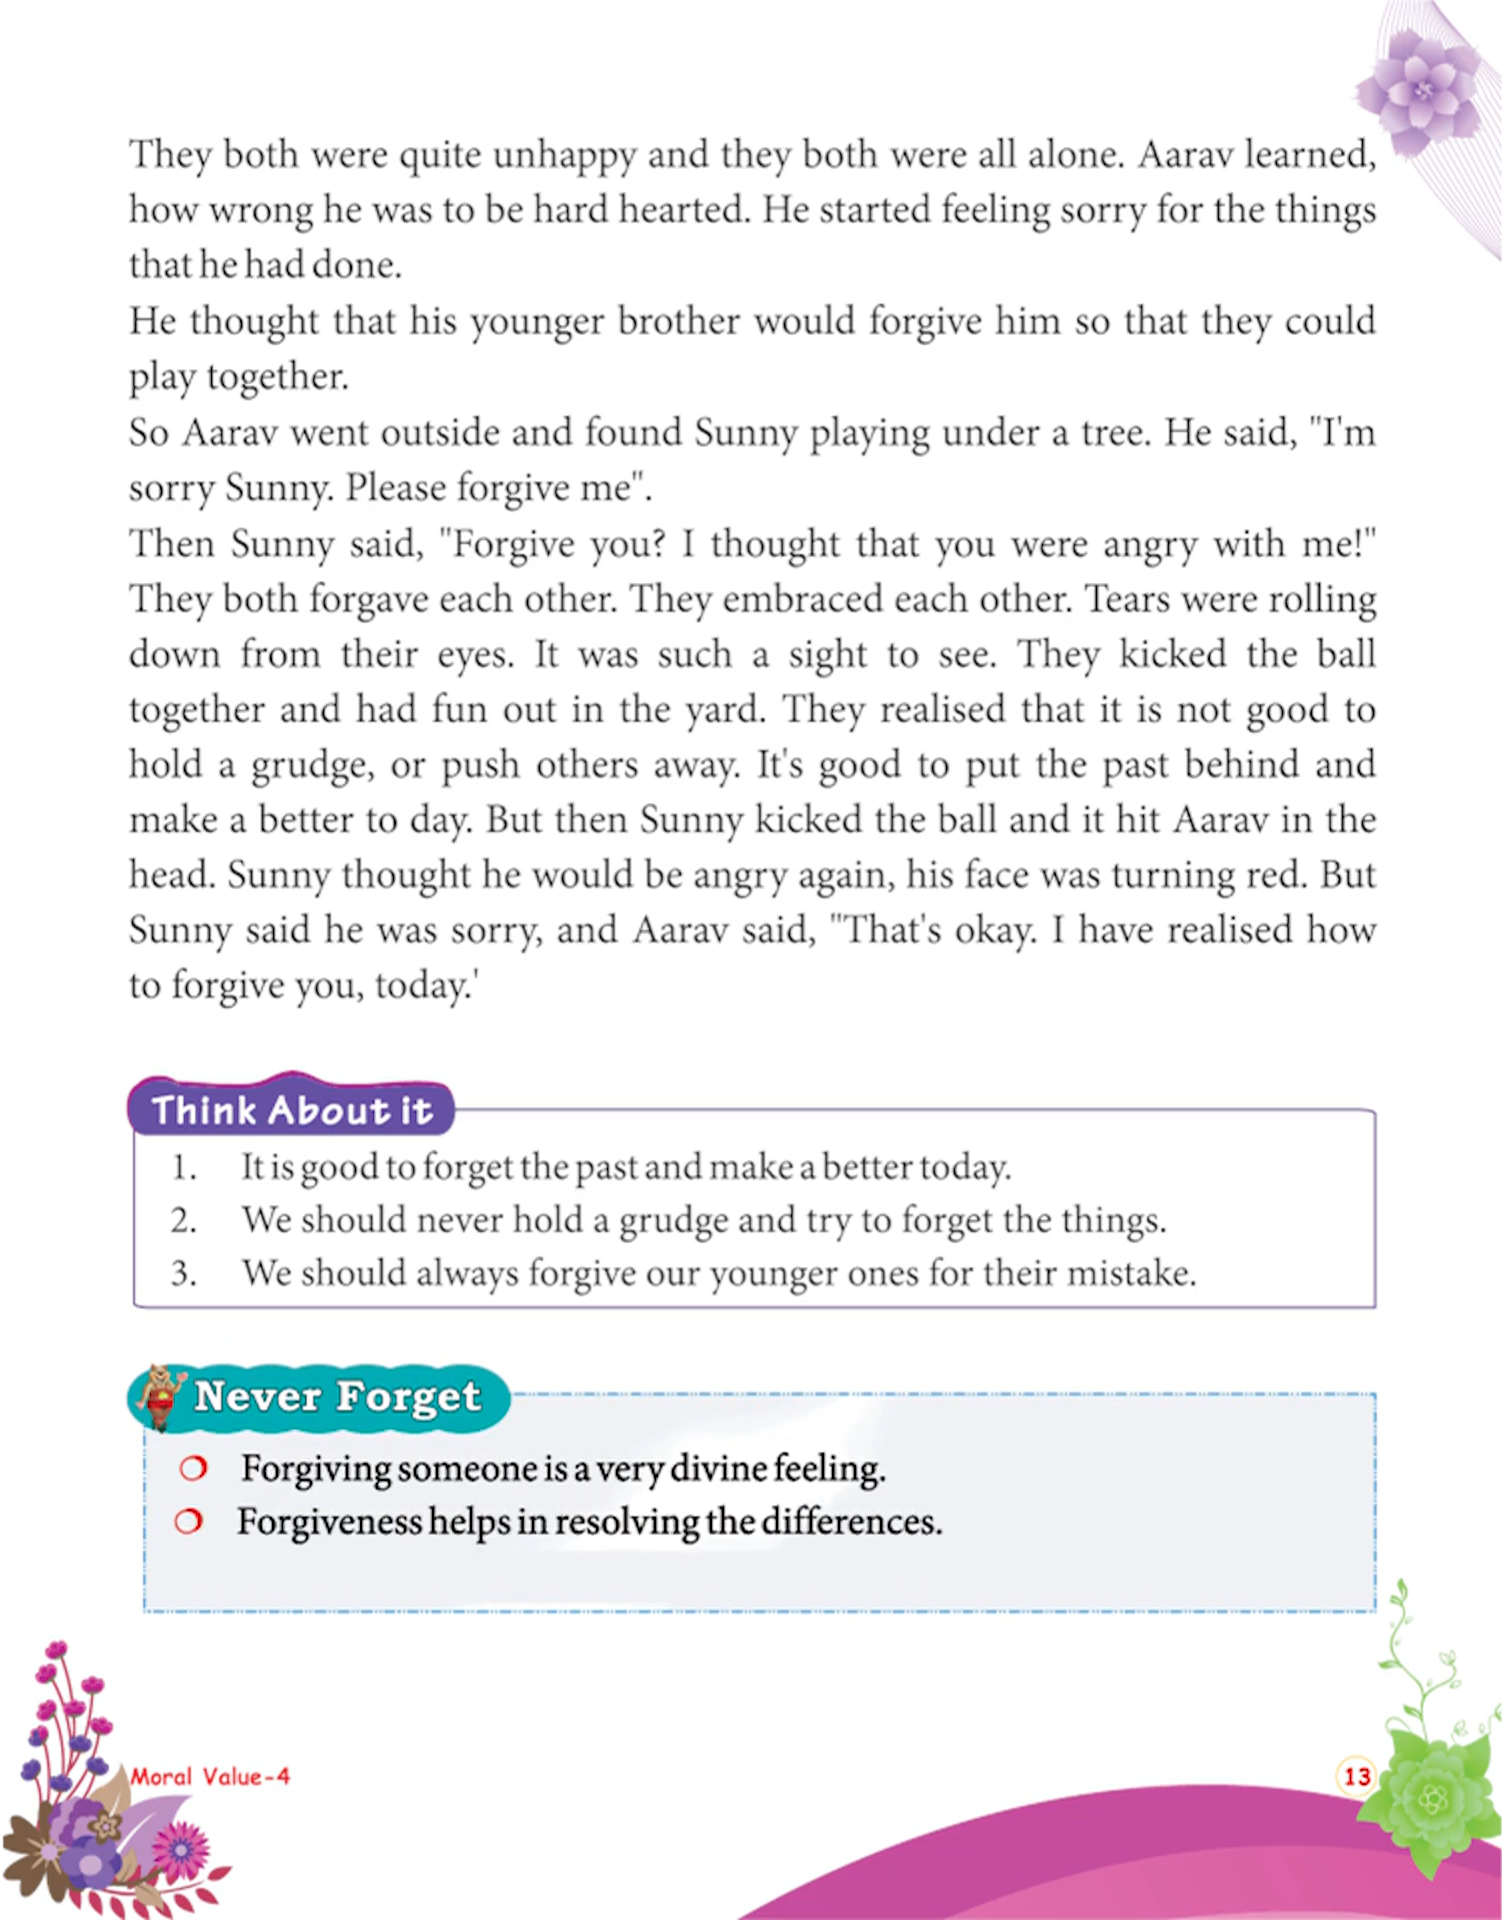 They both were quite unhappy and they both were all alone. Aarav learned,
how wrong he was to be hard hearted. He started feeling sorry for the things
that he had done.
He thought that his younger brother would forgive him so that they could
play together.
So Aarav went outside and found Sunny playing under a tree. He said, "I'm
sorry Sunny. Please forgive me".
Then Sunny said, "Forgive you? I thought that you were angry with me!"
They both forgave each other. They embraced each other. Tears were rolling
down from their eyes. It was such a sight to see. They kicked the ball
together and had fun out in the yard. They realised that it is not good to
hold a grudge, or push others away. It's good to put the past behind and
make a better to day. But then Sunny kicked the ball and it hit Aarav in the
head. Sunny thought he would be angry again, his face was turning red. But
Sunny said he was sorry, and Aarav said, "That's okay. I have realised how
to forgive you, today.'
Think About it
1. It is good to forget the past and make a better today.
2. We should never hold a grudge and try to forget the things.
3. We should always forgive our younger ones for their mistake.
Never Forget
❍ Forgiving someone is a very divine feeling.
❍ Forgiveness helps in resolving the differences.
Moral Value-4
13